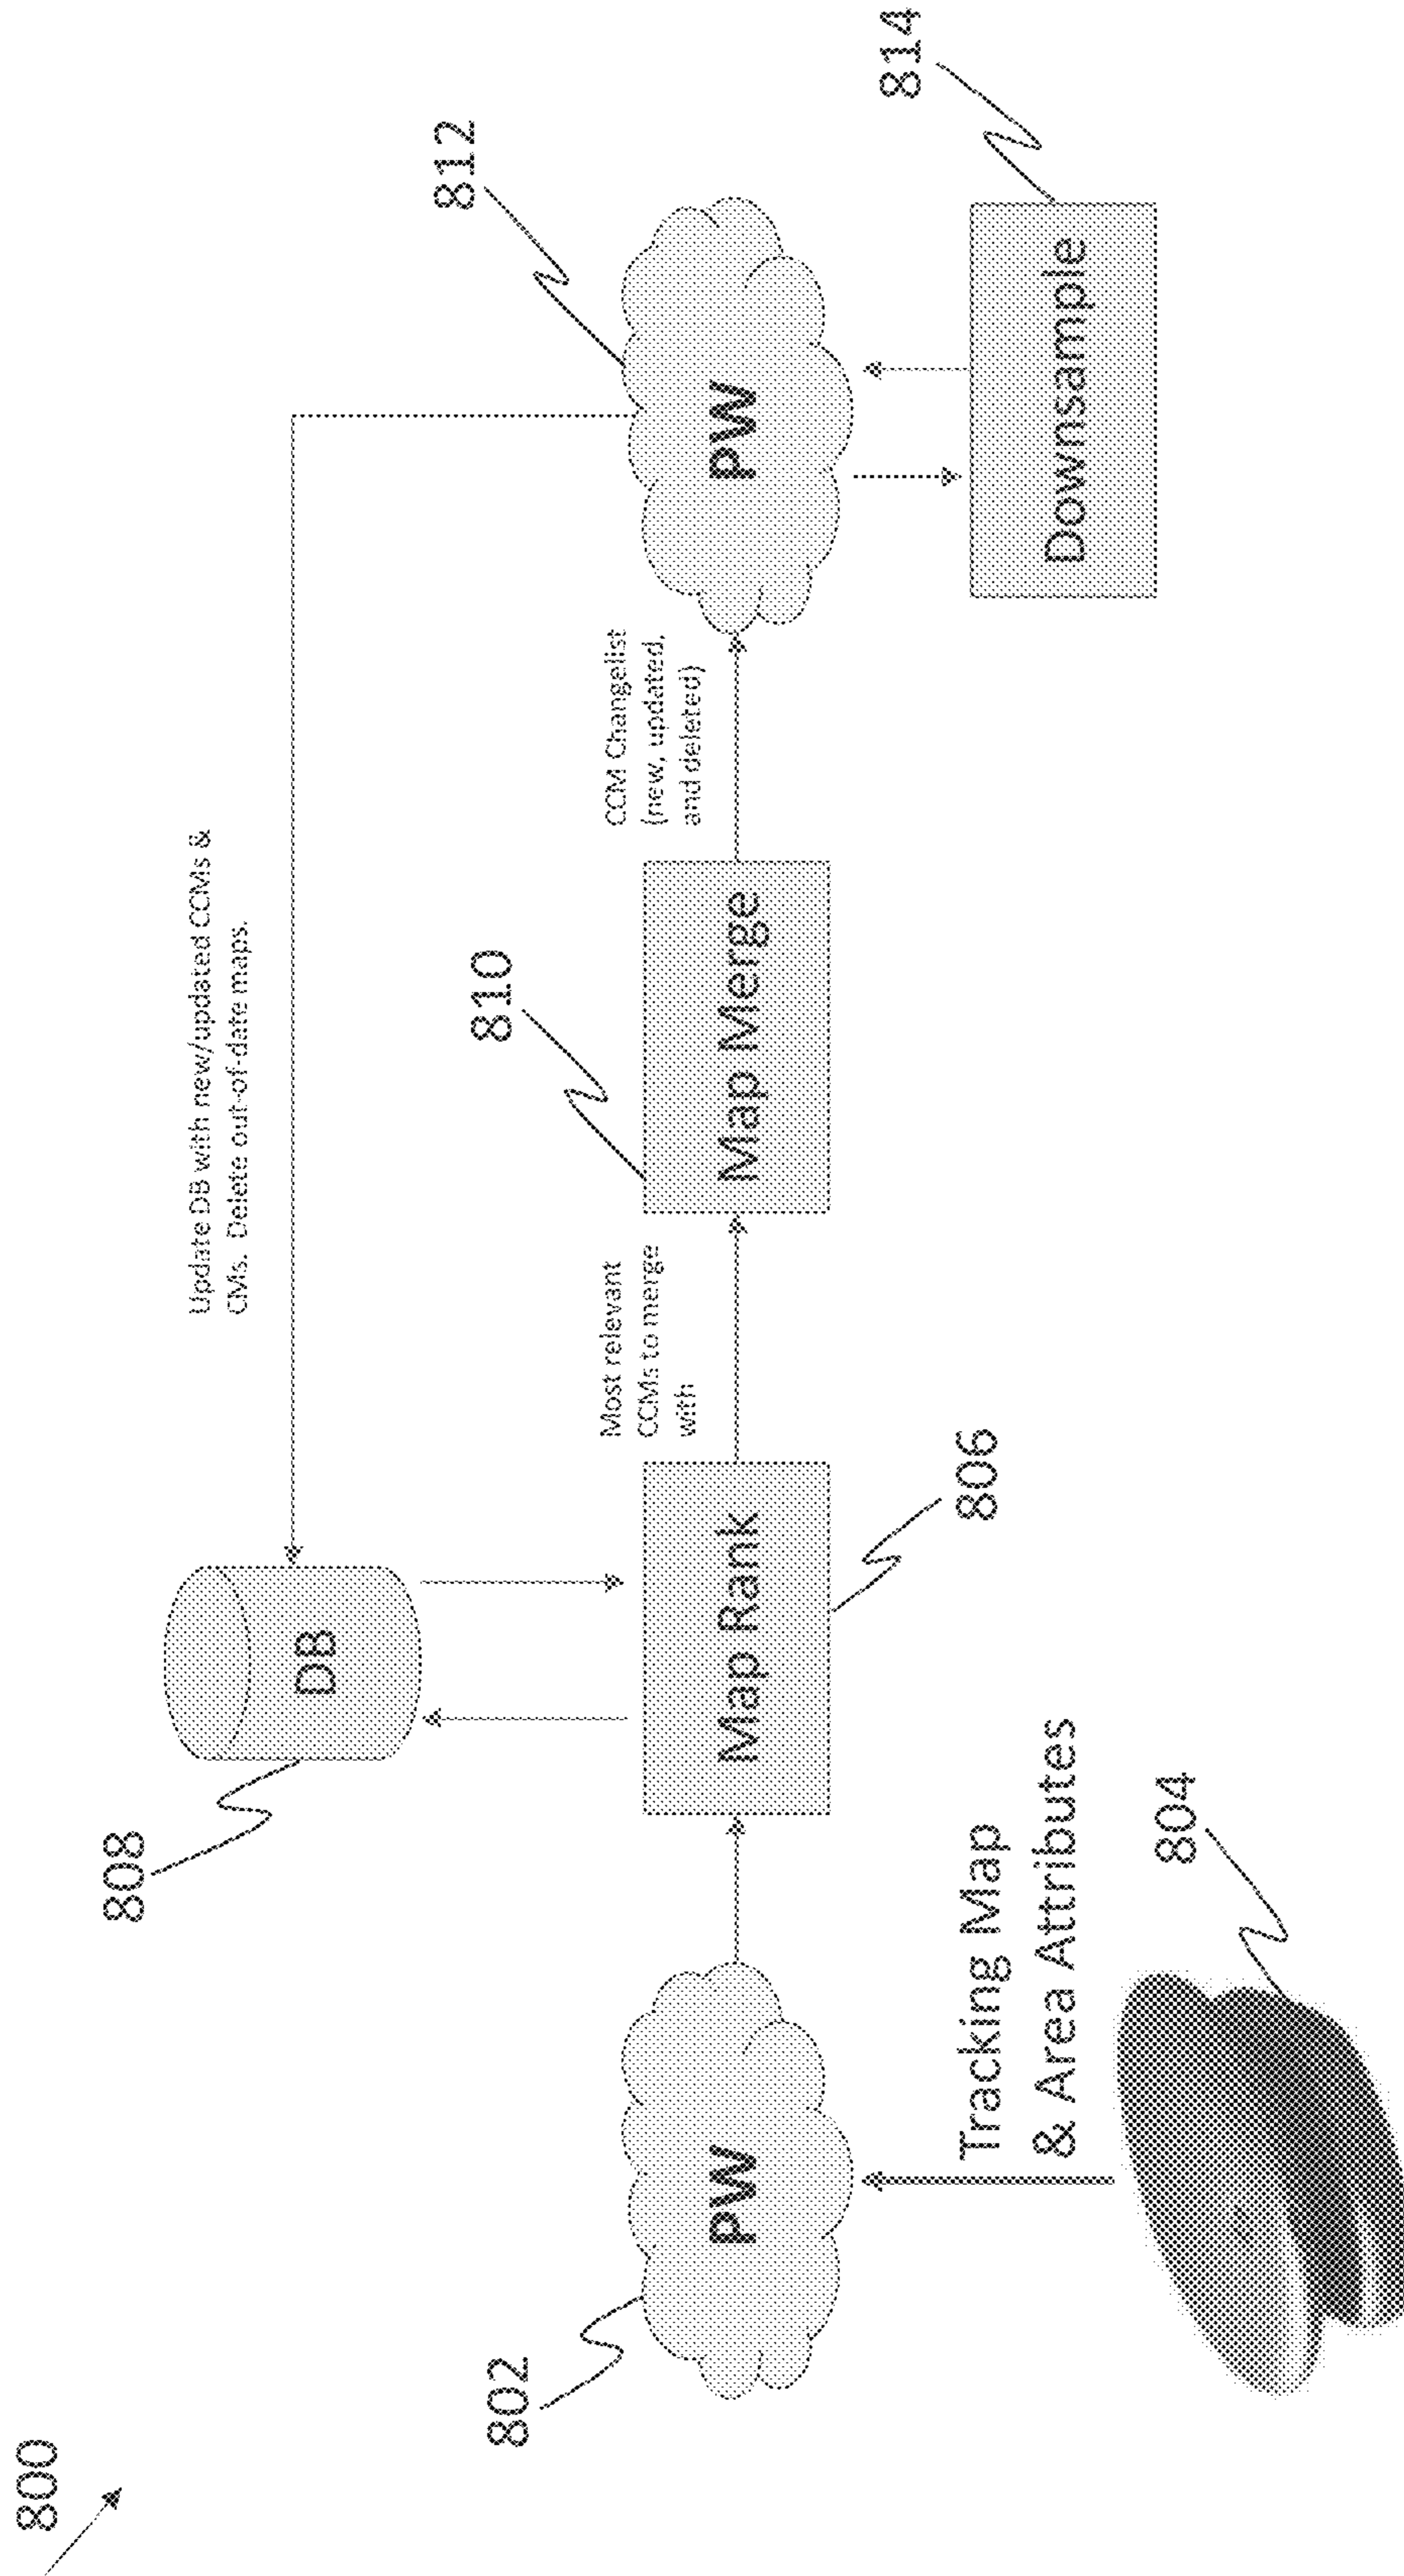 800
802
PW
Tracking Map
& Area Attributes
804
808
DB
Map Rank
806
Update DB with new/updated CCMs &
CMs. Delete out-of-date maps.
Most relevant
CCMs to merge
with
810
Map Merge
CCM Changelist
(new, updated,
and deleted)
812
PW
Downsample
814